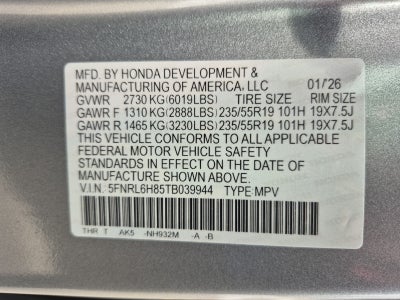 MFD. BY HONDA DEVELOPMENT &
MANUFACTURING OF AMERICA, LLC 01/26
GVWR 2730 KG (6019LBS) TIRE SIZE RIM SIZE
GAWR F 1310 KG (2888LBS) 235/55R19 101H 19X7.5J
GAWR R 1465 KG (3230LBS) 235/55R19 101H 19X7.5J
THIS VEHICLE CONFORMS TO ALL APPLICABLE
FEDERAL MOTOR VEHICLE SAFETY
STANDARDS IN EFFECT ON THE DATE OF
MANUFACTURE SHOWN ABOVE.
V.I.N.: 5FNRL6H85TB039944 TYPE: MPV
THR T AK5 -NH932M -A -B